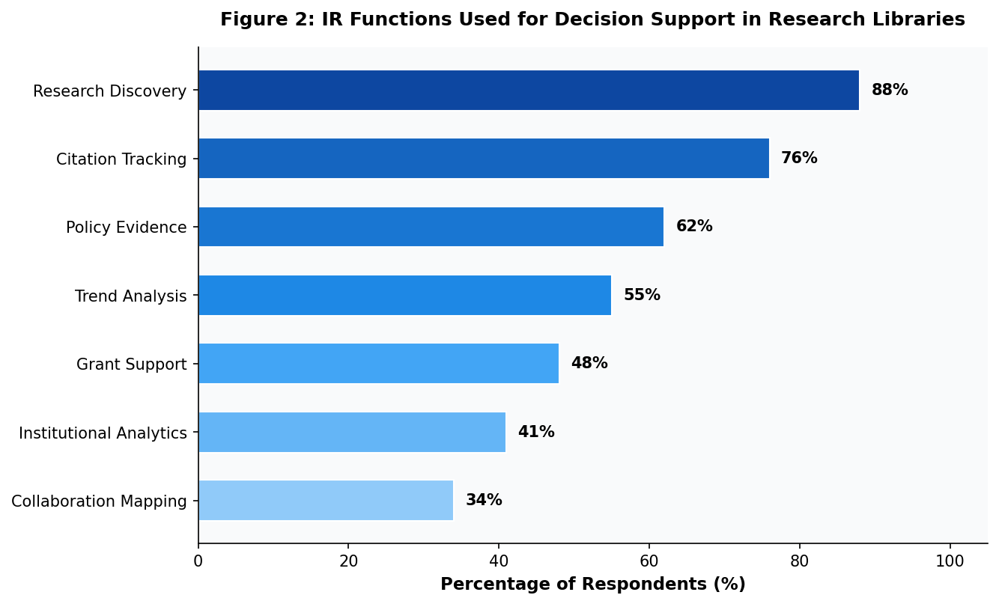 Figure 2: IR Functions Used for Decision Support in Research Libraries
Research Discovery 88%
Citation Tracking 76%
Policy Evidence 62%
Trend Analysis 55%
Grant Support 48%
Institutional Analytics 41%
Collaboration Mapping 34%
0 20 40 60 80 100
Percentage of Respondents (%)